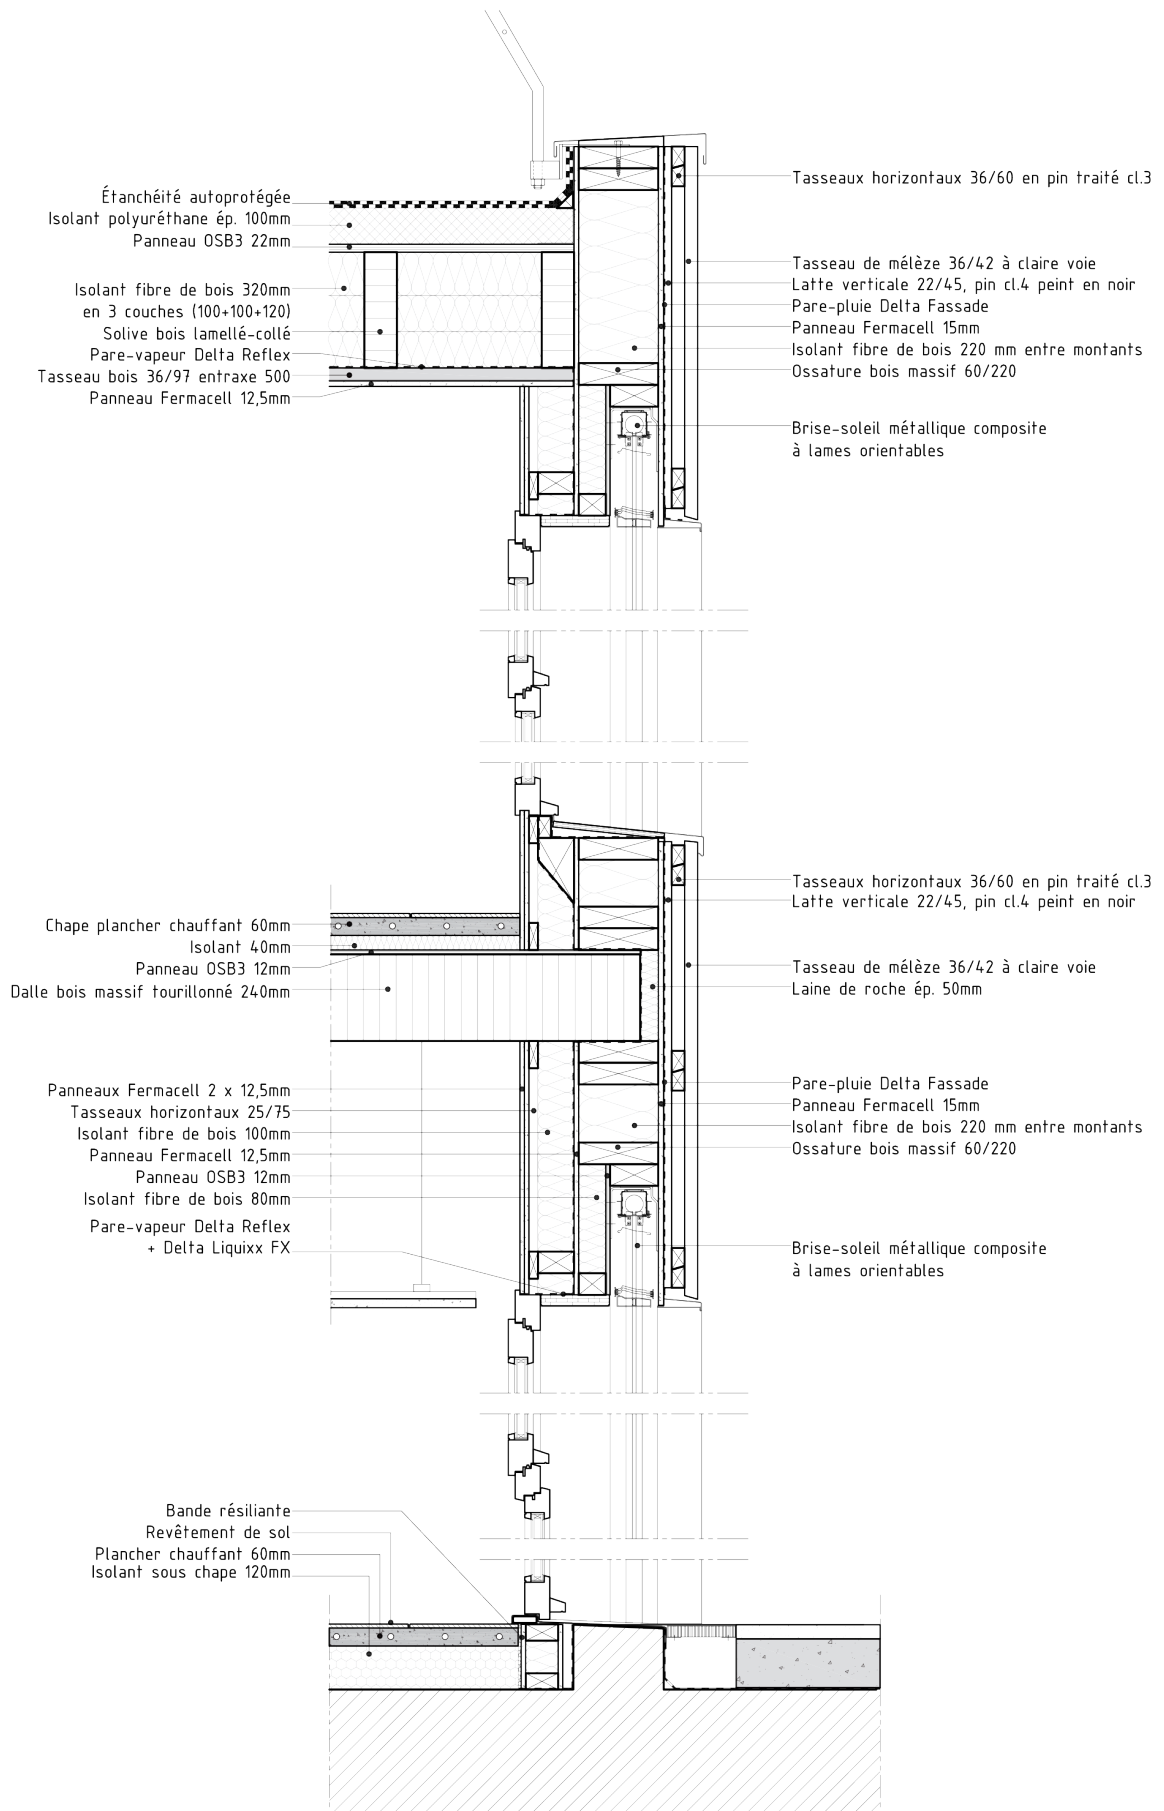 Étanchéité autoprotégée
Isolant polyuréthane ép. 100mm
Panneau OSB3 22mm
Isolant fibre de bois 320mm
en 3 couches (100+100+120)
Solive bois lamellé-collé
Pare-vapeur Delta Reflex
Tasseau bois 36/97 entraxe 500
Panneau Fermacell 12,5mm
Tasseaux horizontaux 36/60 en pin traité cl.3
Tasseau de mélèze 36/42 à claire voie
Latte verticale 22/45, pin cl.4 peint en noir
Pare-pluie Delta Fassade
Panneau Fermacell 15mm
Isolant fibre de bois 220 mm entre montants
Ossature bois massif 60/220
Brise-soleil métallique composite
à lames orientables
Chape plancher chauffant 60mm
Isolant 40mm
Panneau OSB3 12mm
Dalle bois massif tourillonné 240mm
Panneaux Fermacell 2 x 12,5mm
Tasseaux horizontaux 25/75
Isolant fibre de bois 100mm
Panneau Fermacell 12,5mm
Panneau OSB3 12mm
Isolant fibre de bois 80mm
Pare-vapeur Delta Reflex
+ Delta Liquixx FX
Tasseaux horizontaux 36/60 en pin traité cl.3
Latte verticale 22/45, pin cl.4 peint en noir
Tasseau de mélèze 36/42 à claire voie
Laine de roche ép. 50mm
Pare-pluie Delta Fassade
Panneau Fermacell 15mm
Isolant fibre de bois 220 mm entre montants
Ossature bois massif 60/220
Brise-soleil métallique composite
à lames orientables
Bande résiliante
Revêtement de sol
Plancher chauffant 60mm
Isolant sous chape 120mm